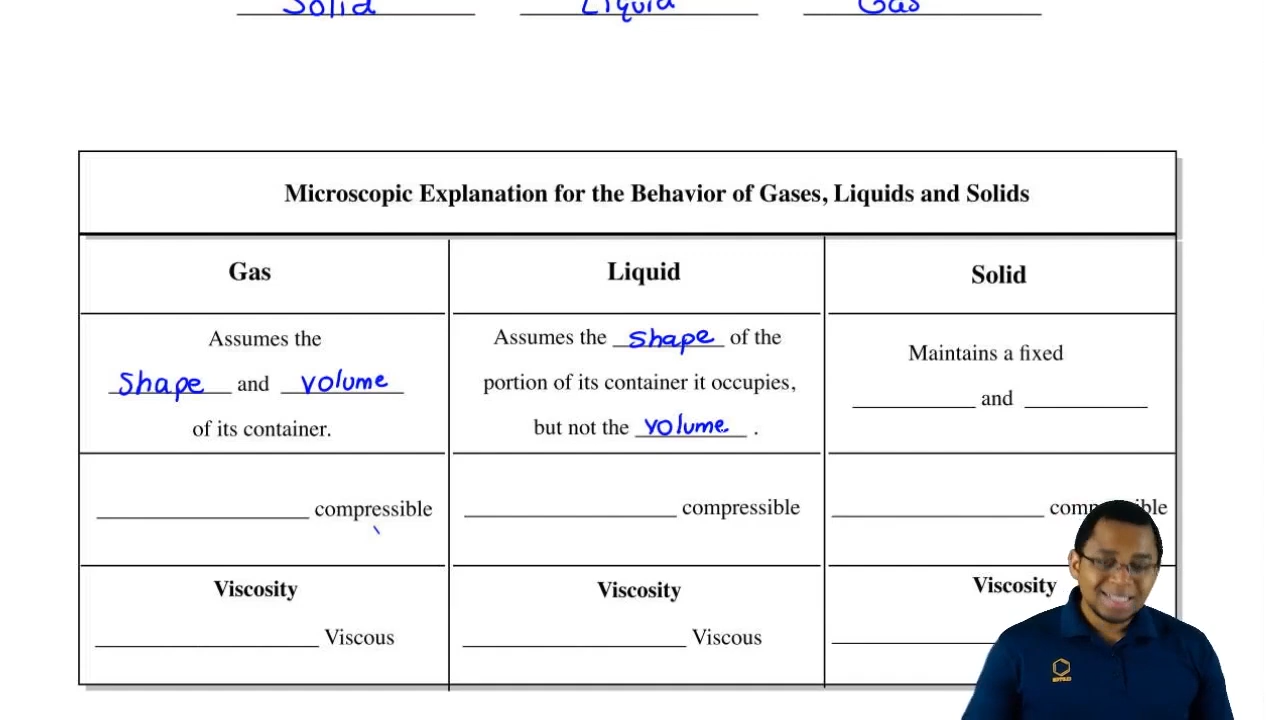 Solid Liquid Gas
Microscopic Explanation for the Behavior of Gases, Liquids and Solids
Gas
Liquid
Solid
Assumes the
shape and volume
of its container.
Assumes the shape of the
portion of its container it occupies,
but not the volume .
Maintains a fixed
and
compressible
compressible
Viscosity
Viscous
Viscosity
Viscous
Viscosity